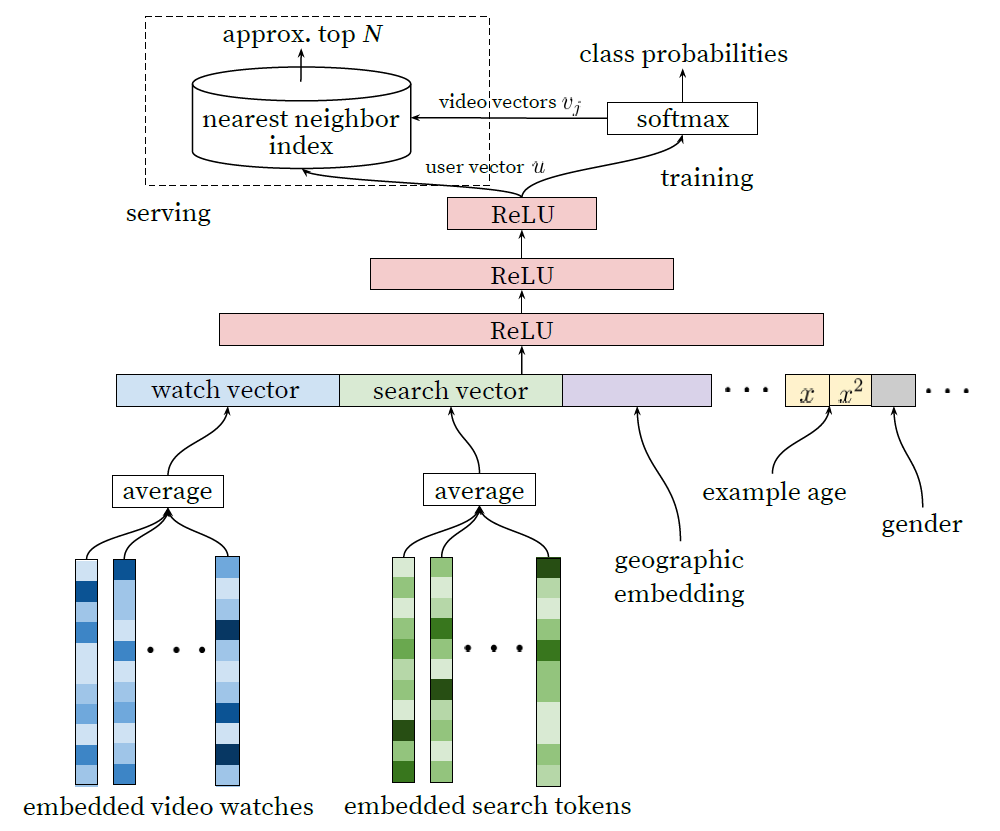 approx. top N
class probabilities
nearest neighbor
index
video vectors v_j
softmax
user vector u
training
serving
ReLU
ReLU
ReLU
watch vector
search vector
. . .
x
x²
. . .
average
average
example age
gender
geographic
embedding
. . .
. . .
embedded video watches
embedded search tokens